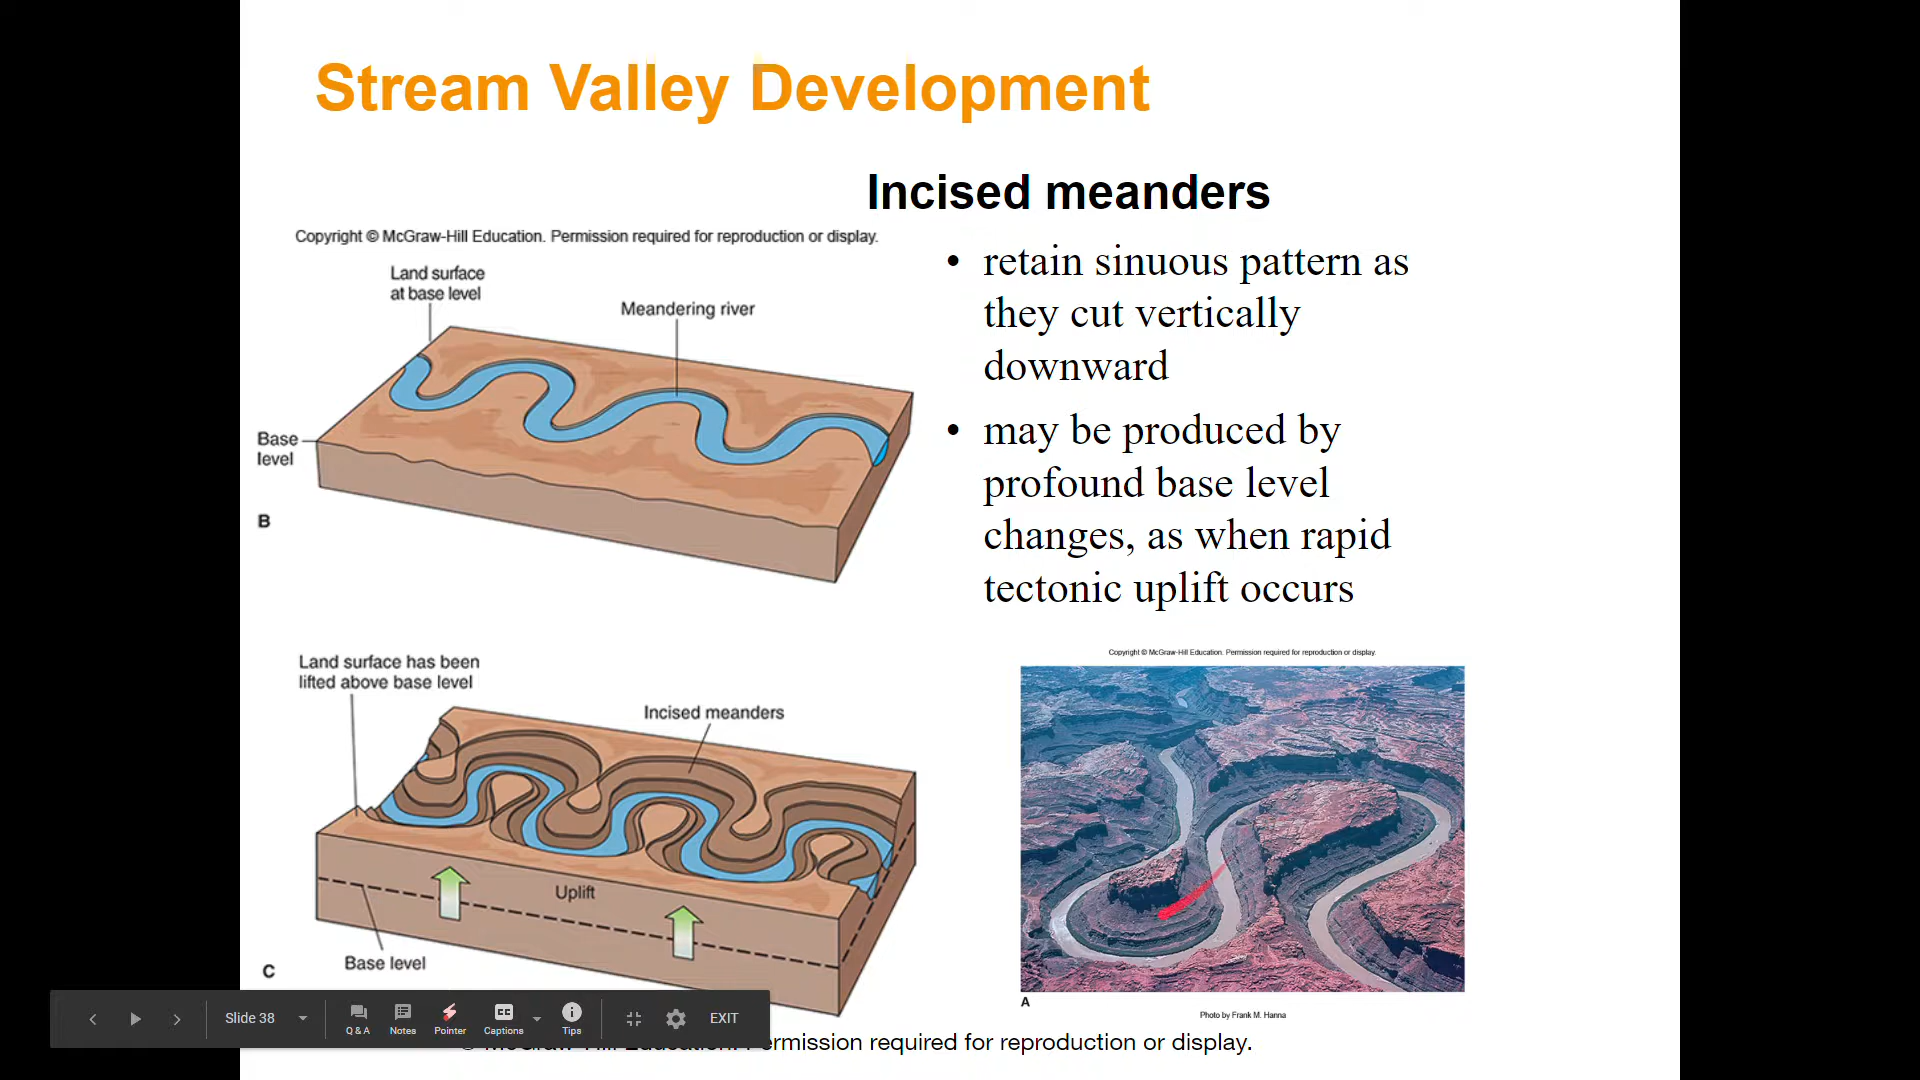 Stream Valley Development
Incised meanders
Copyright © McGraw-Hill Education. Permission required for reproduction or display.
Land surface
at base level
Meandering river
Base
level
B
• retain sinuous pattern as
they cut vertically
downward
• may be produced by
profound base level
changes, as when rapid
tectonic uplift occurs
Land surface has been
lifted above base level
Incised meanders
Uplift
Base level
C
Copyright © McGraw-Hill Education. Permission required for reproduction or display.
A
Photo by Frank M. Hanna
Slide 38
Q & A
Notes
Pointer
CC
Captions
Tips
EXIT
© McGraw-Hill Education. Permission required for reproduction or display.